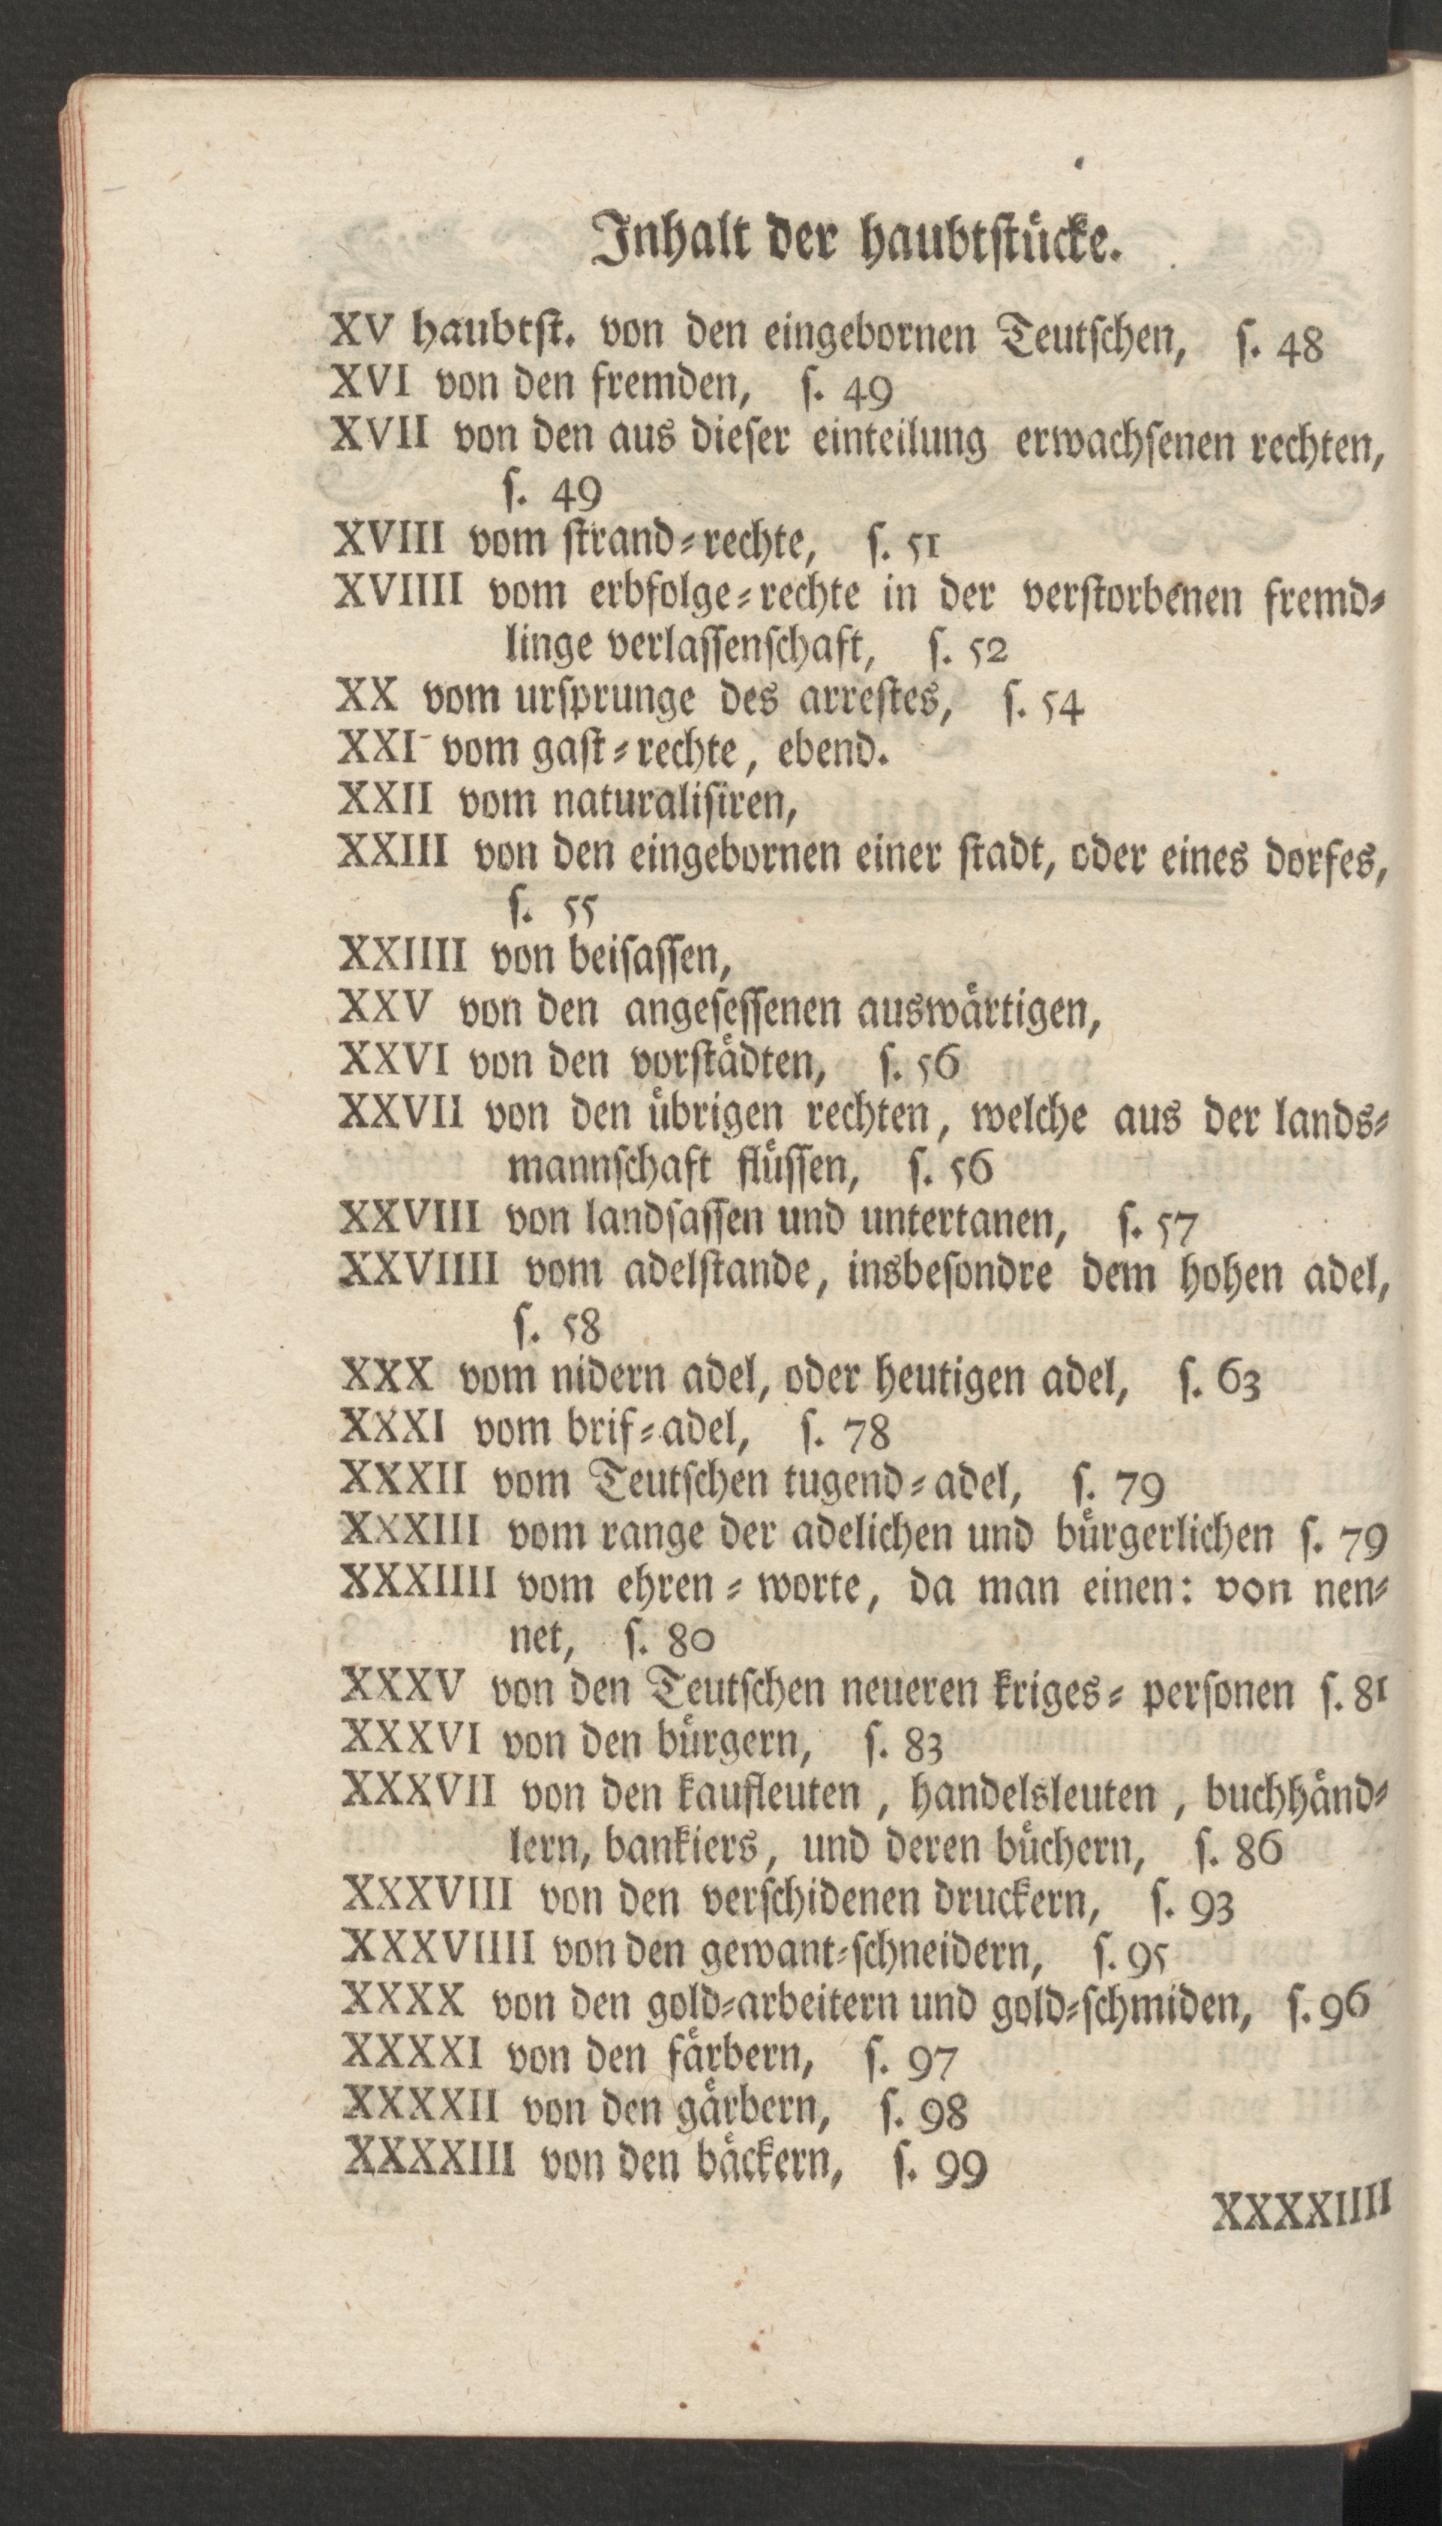 Inhalt der haubtſtücke.
XV haubtſt. von den eingebornen Teutſchen, ſ. 48
XVI von den fremden, ſ. 49
XVII von den aus dieſer einteilung erwachſenen rechten,
ſ. 49
XVIII vom ſtrand⸗rechte, ſ. 51
XVIIII vom erbfolge⸗rechte in der verſtorbenen fremd⸗
linge verlaſſenſchaft, ſ. 52
XX vom urſprunge des arreſtes, ſ. 54
XXI vom gaſt⸗rechte, ebend.
XXII vom naturaliſiren,
XXIII von den eingebornen einer ſtadt, oder eines dorfes,
ſ. 55
XXIIII von beiſaſſen,
XXV von den angeſeſſenen auswårtigen,
XXVI von den vorſtådten, ſ. 56
XXVII von den übrigen rechten, welche aus der lands⸗
mannſchaft flüſſen, ſ. 56
XXVIII von landſaſſen und untertanen, ſ. 57
XXVIIII vom adelſtande, insbeſondre dem hohen adel,
ſ. 58
XXX vom nidern adel, oder heutigen adel, ſ. 63
XXXI vom brif⸗adel, ſ. 78
XXXII vom Teutſchen tugend⸗adel, ſ. 79
XXXIII vom range der adelichen und bürgerlichen ſ. 79
XXXIIII vom ehren⸗worte, da man einen: von nen⸗
net, ſ. 80
XXXV von den Teutſchen neueren kriges⸗perſonen ſ. 81
XXXVI von den bürgern, ſ. 83
XXXVII von den kaufleuten, handelsleuten, buchhänd⸗
lern, bankiers, und deren büchern, ſ. 86
XXXVIII von den verſchidenen druckern, ſ. 93
XXXVIIII von den gewant⸗ſchneidern, ſ. 95
XXXX von den gold⸗arbeitern und gold⸗ſchmiden, ſ. 96
XXXXI von den färbern, ſ. 97
XXXXII von den gärbern, ſ. 98
XXXXIII von den bäckern, ſ. 99
XXXXIIII